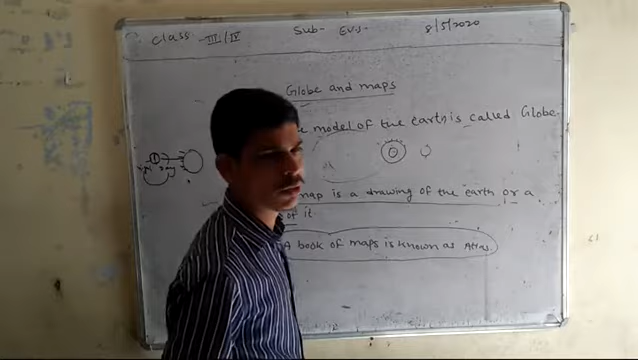 Class - III/IV Sub- EVS. 8/5/2020
Globe and maps
e model of the earth is called Globe.
map is a drawing of the earth or a
of it
A book of maps is known as Atlas.